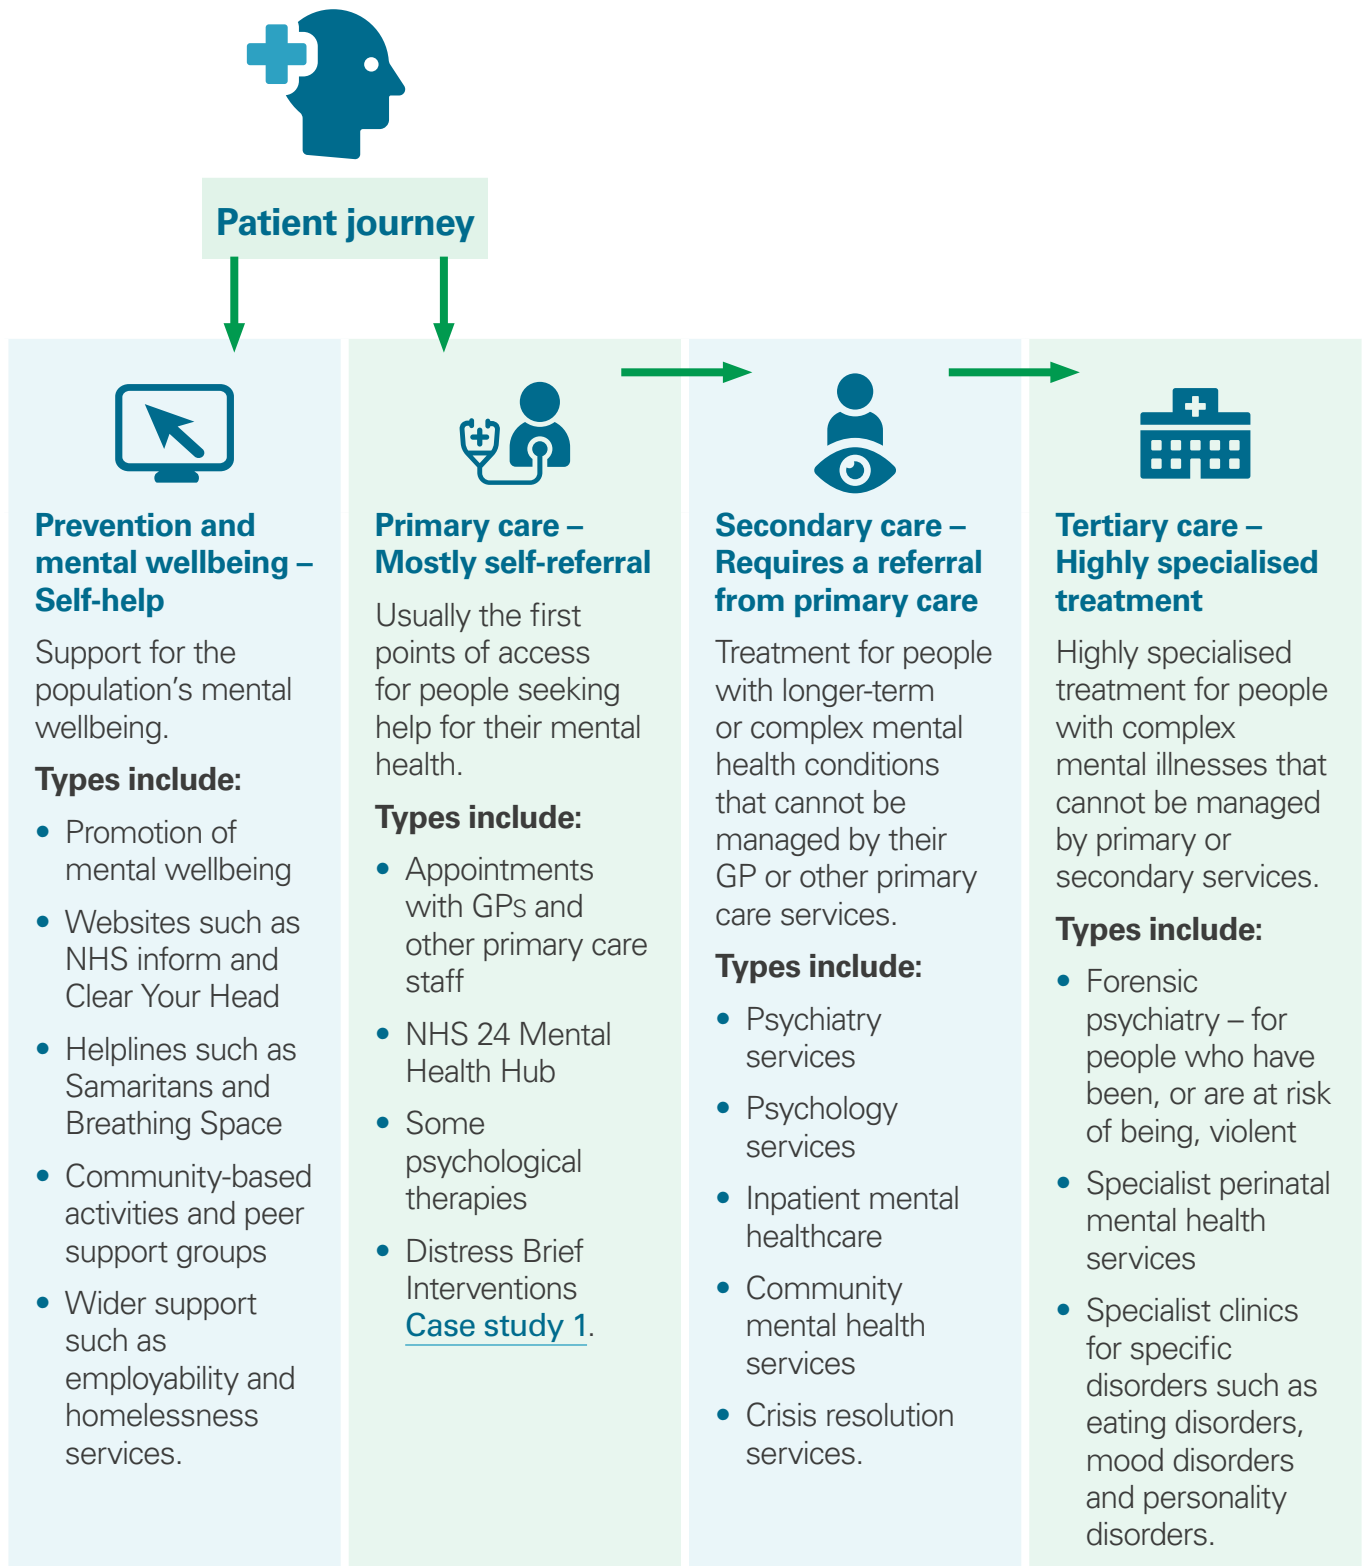 Patient journey
Prevention and
mental wellbeing –
Self-help
Support for the
population’s mental
wellbeing.
Types include:
• Promotion of
mental wellbeing
• Websites such as
NHS inform and
Clear Your Head
• Helplines such as
Samaritans and
Breathing Space
• Community-based
activities and peer
support groups
• Wider support
such as
employability and
homelessness
services.
Primary care –
Mostly self-referral
Usually the first
points of access
for people seeking
help for their mental
health.
Types include:
• Appointments
with GPs and
other primary care
staff
• NHS 24 Mental
Health Hub
• Some
psychological
therapies
• Distress Brief
Interventions
Case study 1.
Secondary care –
Requires a referral
from primary care
Treatment for people
with longer-term
or complex mental
health conditions
that cannot be
managed by their
GP or other primary
care services.
Types include:
• Psychiatry
services
• Psychology
services
• Inpatient mental
healthcare
• Community
mental health
services
• Crisis resolution
services.
Tertiary care –
Highly specialised
treatment
Highly specialised
treatment for people
with complex
mental illnesses that
cannot be managed
by primary or
secondary services.
Types include:
• Forensic
psychiatry – for
people who have
been, or are at risk
of being, violent
• Specialist perinatal
mental health
services
• Specialist clinics
for specific
disorders such as
eating disorders,
mood disorders
and personality
disorders.